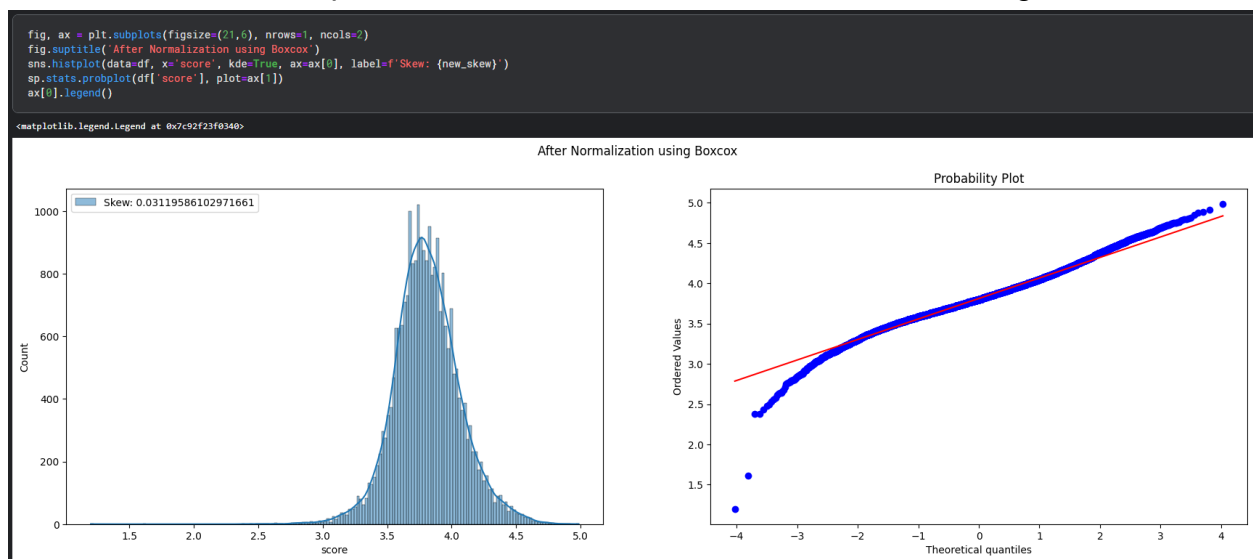 fig, ax = plt.subplots(figsize=(21,6), nrows=1, ncols=2)
fig.suptitle('After Normalization using Boxcox')
sns.histplot(data=df, x='score', kde=True, ax=ax[0], label=f'Skew: {new_skew}')
sp.stats.probplot(df['score'], plot=ax[1])
ax[0].legend()
<matplotlib.legend.Legend at 0x7c92f23f0340>
After Normalization using Boxcox
Skew: 0.03119586102971661
1000
800
600
400
200
0
Count
1.5 2.0 2.5 3.0 3.5 4.0 4.5 5.0
score
Probability Plot
5.0
4.5
4.0
3.5
3.0
2.5
2.0
1.5
Ordered Values
−4 −3 −2 −1 0 1 2 3 4
Theoretical quantiles